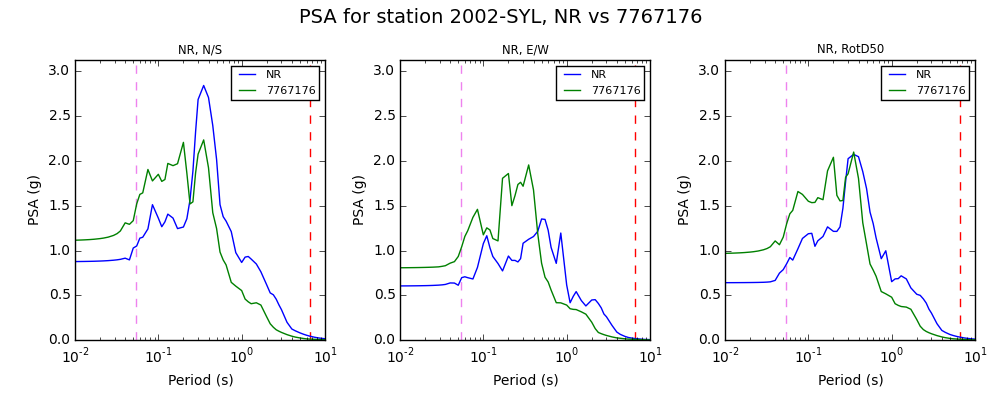 PSA for station 2002-SYL, NR vs 7767176
NR, N/S
NR, E/W
NR, RotD50
NR
7767176
NR
7767176
NR
7767176
PSA (g)
3.0
2.5
2.0
1.5
1.0
0.5
0.0
10^-2
10^-1
10^0
10^1
Period (s)
PSA (g)
3.0
2.5
2.0
1.5
1.0
0.5
0.0
10^-2
10^-1
10^0
10^1
Period (s)
PSA (g)
3.0
2.5
2.0
1.5
1.0
0.5
0.0
10^-2
10^-1
10^0
10^1
Period (s)